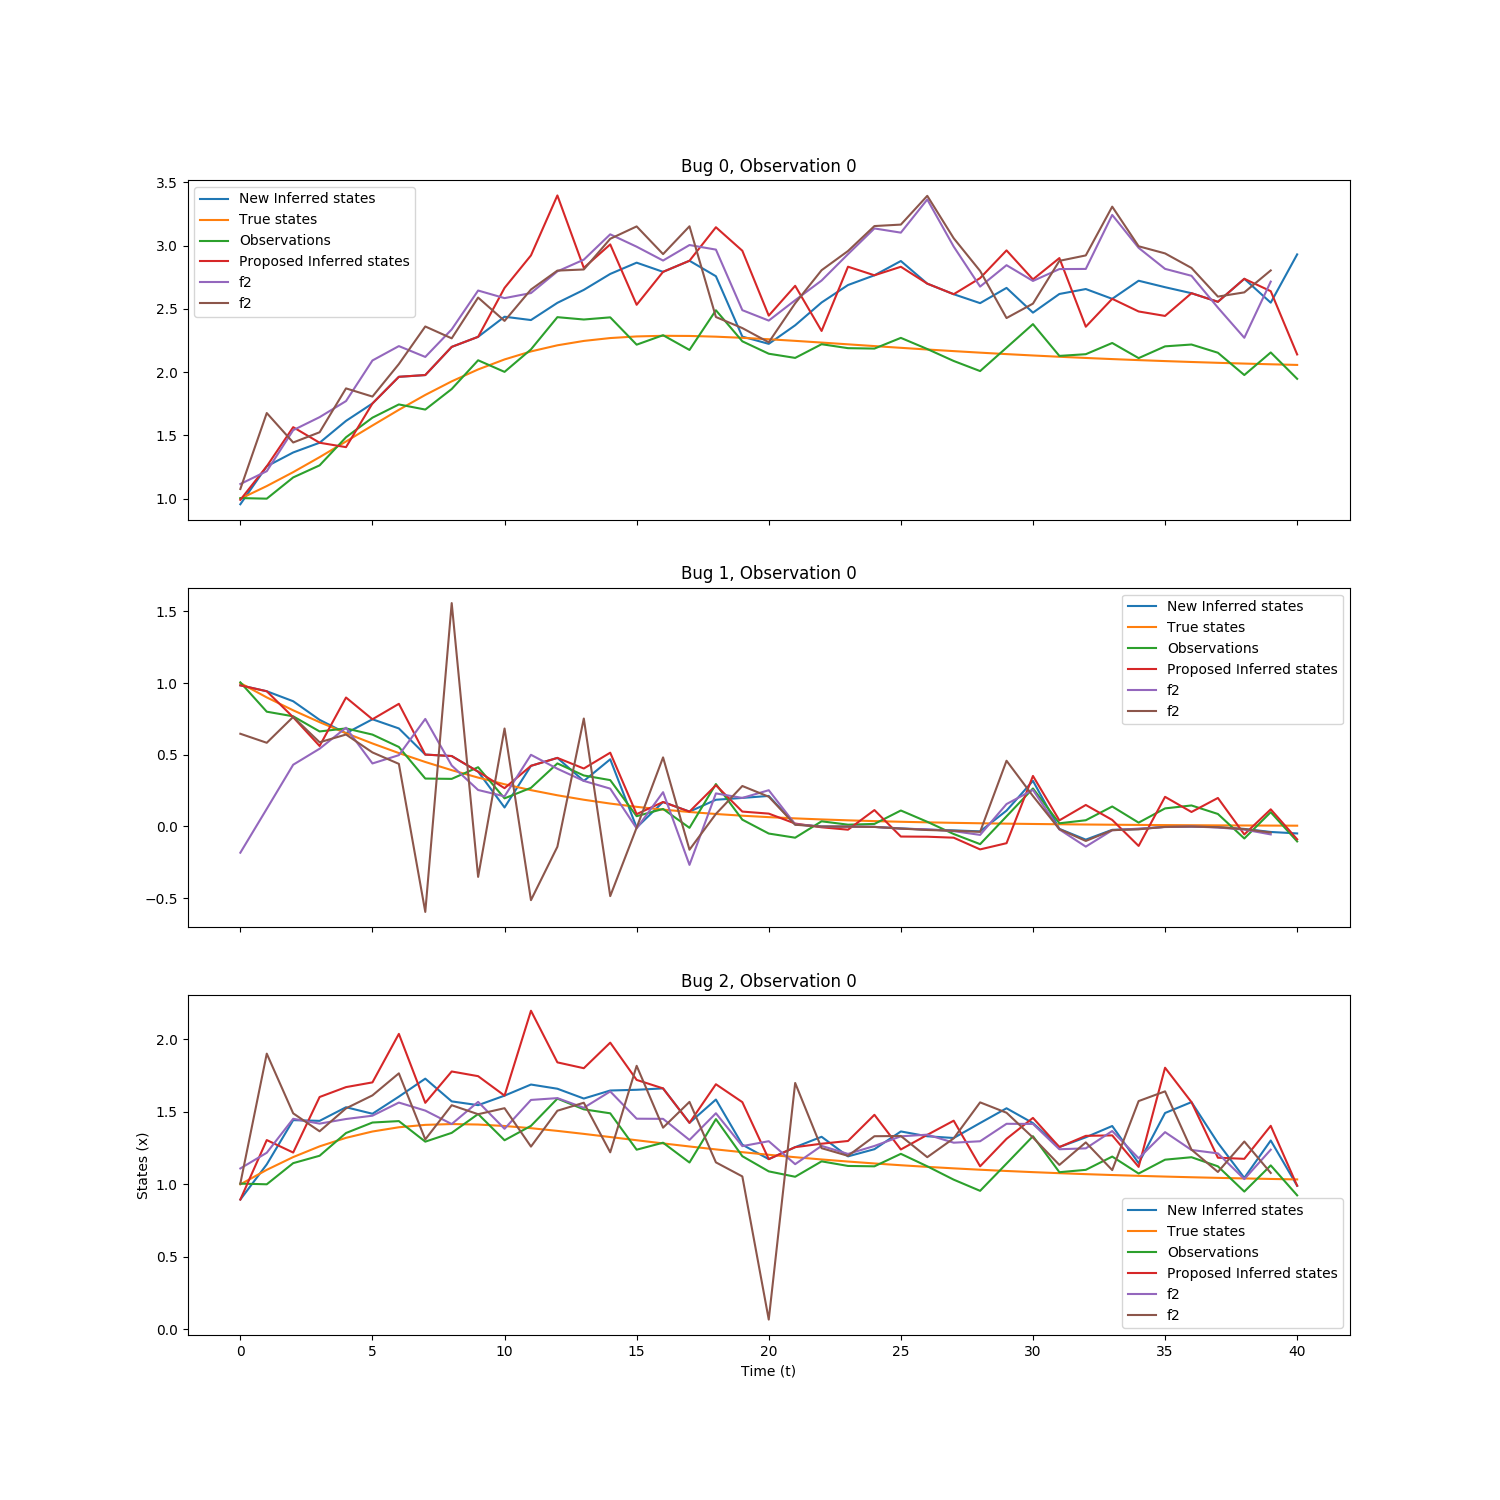 Bug 0, Observation 0
3.5
3.0
2.5
2.0
1.5
1.0
New Inferred states
True states
Observations
Proposed Inferred states
f2
f2
Bug 1, Observation 0
1.5
1.0
0.5
0.0
−0.5
New Inferred states
True states
Observations
Proposed Inferred states
f2
f2
Bug 2, Observation 0
States (x)
2.0
1.5
1.0
0.5
0.0
New Inferred states
True states
Observations
Proposed Inferred states
f2
f2
0 5 10 15 20 25 30 35 40
Time (t)